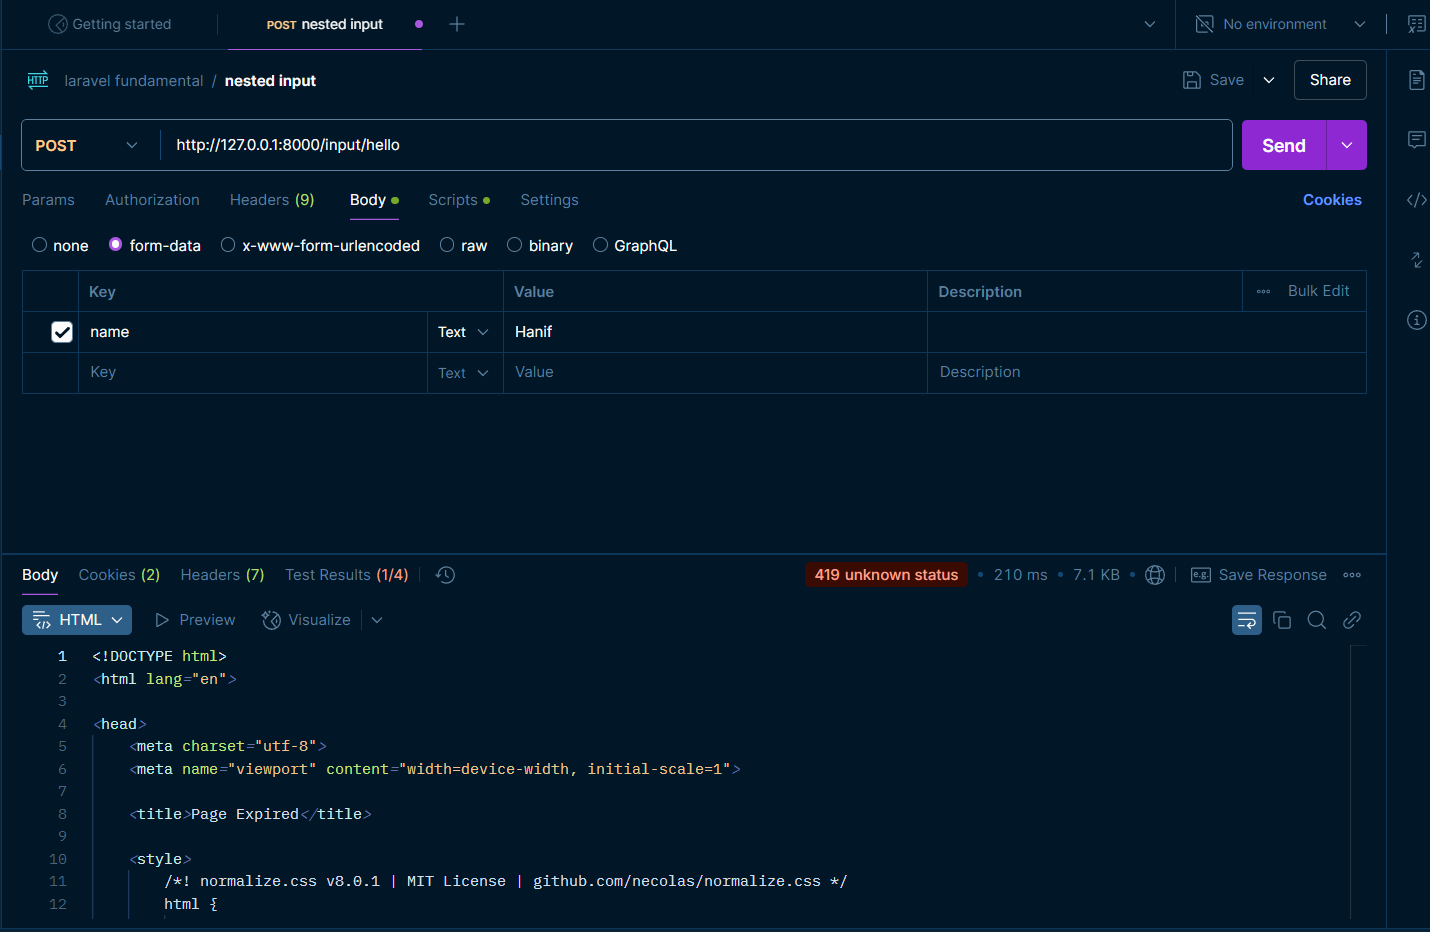 Getting started
POST nested input
No environment
HTTP laravel fundamental / nested input
Save
Share
POST http://127.0.0.1:8000/input/hello
Send
Params Authorization Headers (9) Body Scripts Settings Cookies
none form-data x-www-form-urlencoded raw binary GraphQL
Key Value Description Bulk Edit
name Text Hanif
Key Text Value Description
Body Cookies (2) Headers (7) Test Results (1/4) 419 unknown status • 210 ms • 7.1 KB • e.g. Save Response
HTML Preview Visualize
1 <!DOCTYPE html>
2 <html lang="en">
3
4 <head>
5 <meta charset="utf-8">
6 <meta name="viewport" content="width=device-width, initial-scale=1">
7
8 <title>Page Expired</title>
9
10 <style>
11 /*! normalize.css v8.0.1 | MIT License | github.com/necolas/normalize.css */
12 html {